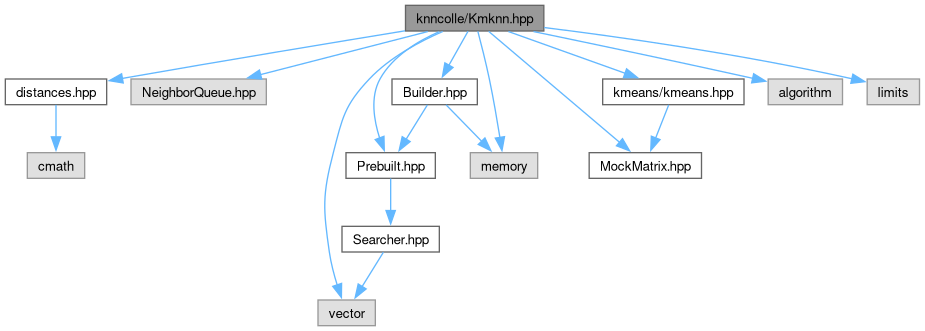 knncolle/Kmknn.hpp
distances.hpp
NeighborQueue.hpp
Builder.hpp
kmeans/kmeans.hpp
algorithm
limits
cmath
Prebuilt.hpp
memory
MockMatrix.hpp
Searcher.hpp
vector